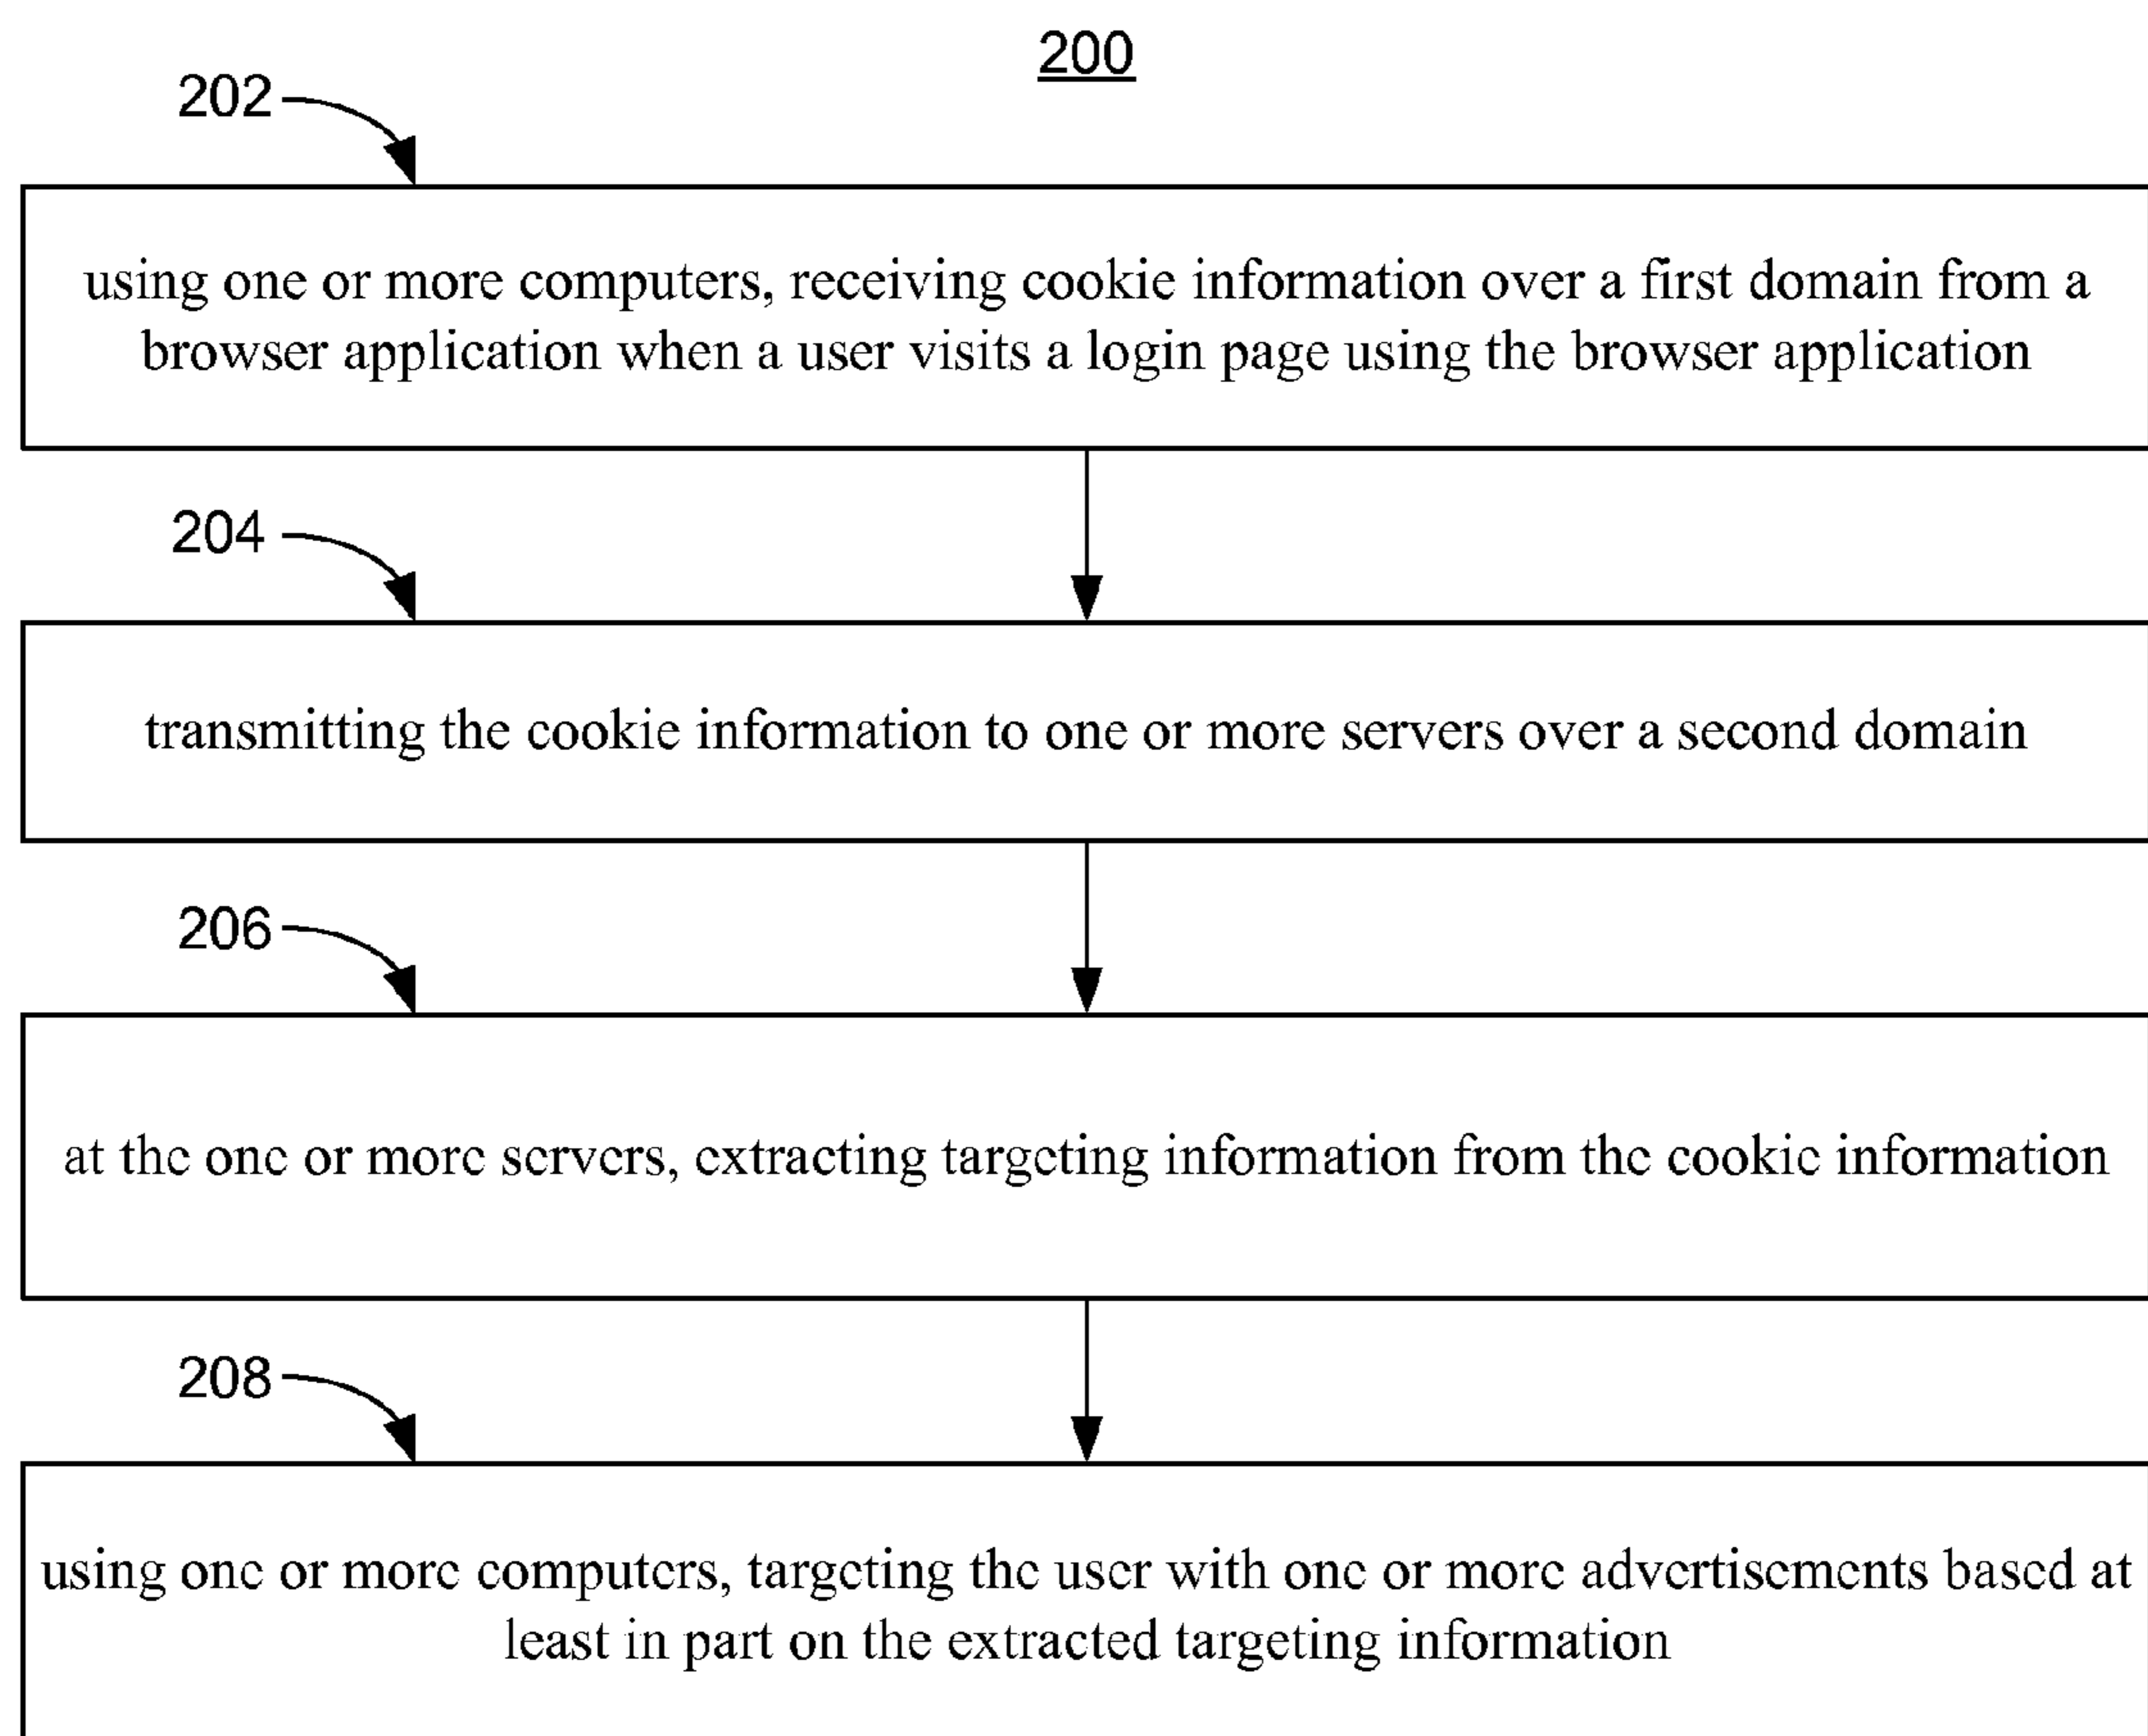 200
202
using one or more computers, receiving cookie information over a first domain from a
browser application when a user visits a login page using the browser application
204
transmitting the cookie information to one or more servers over a second domain
206
at the one or more servers, extracting targeting information from the cookie information
208
using one or more computers, targeting the user with one or more advertisements based at
least in part on the extracted targeting information